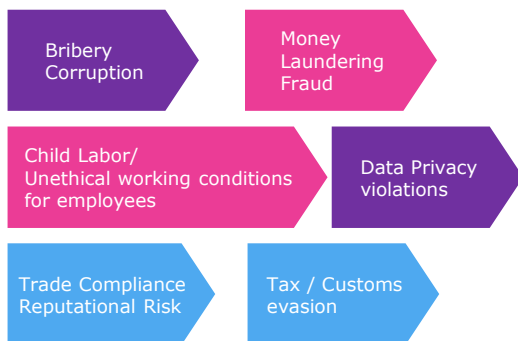 Bribery
Corruption
Money
Laundering
Fraud
Child Labor/
Unethical working conditions
for employees
Data Privacy
violations
Trade Compliance
Reputational Risk
Tax / Customs
evasion